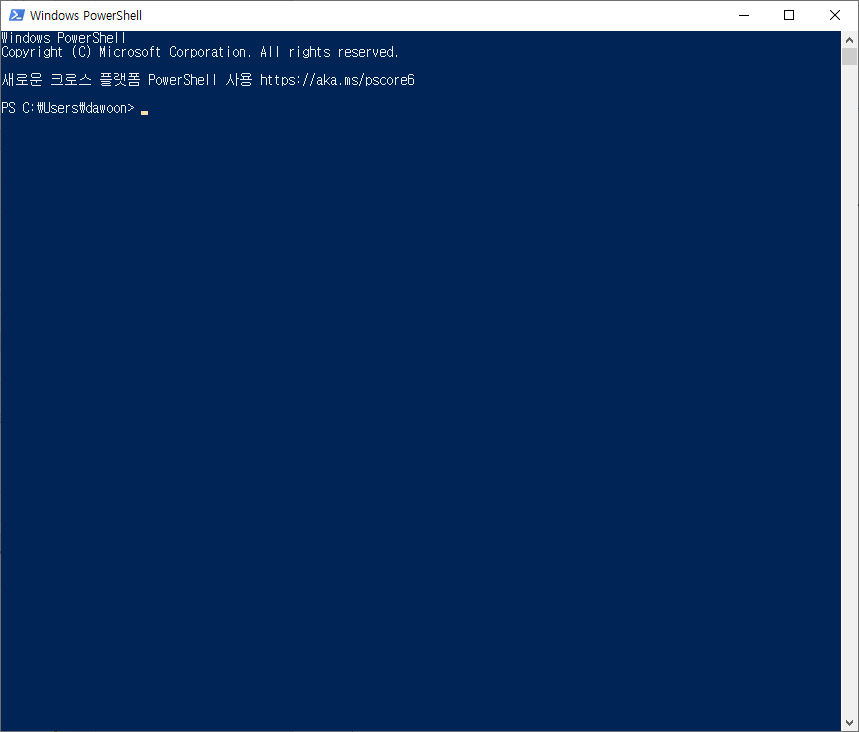 Windows PowerShell
Windows PowerShell
Copyright (C) Microsoft Corporation. All rights reserved.
새로운 크로스 플랫폼 PowerShell 사용 https://aka.ms/pscore6
PS C:₩Users₩dawoon>